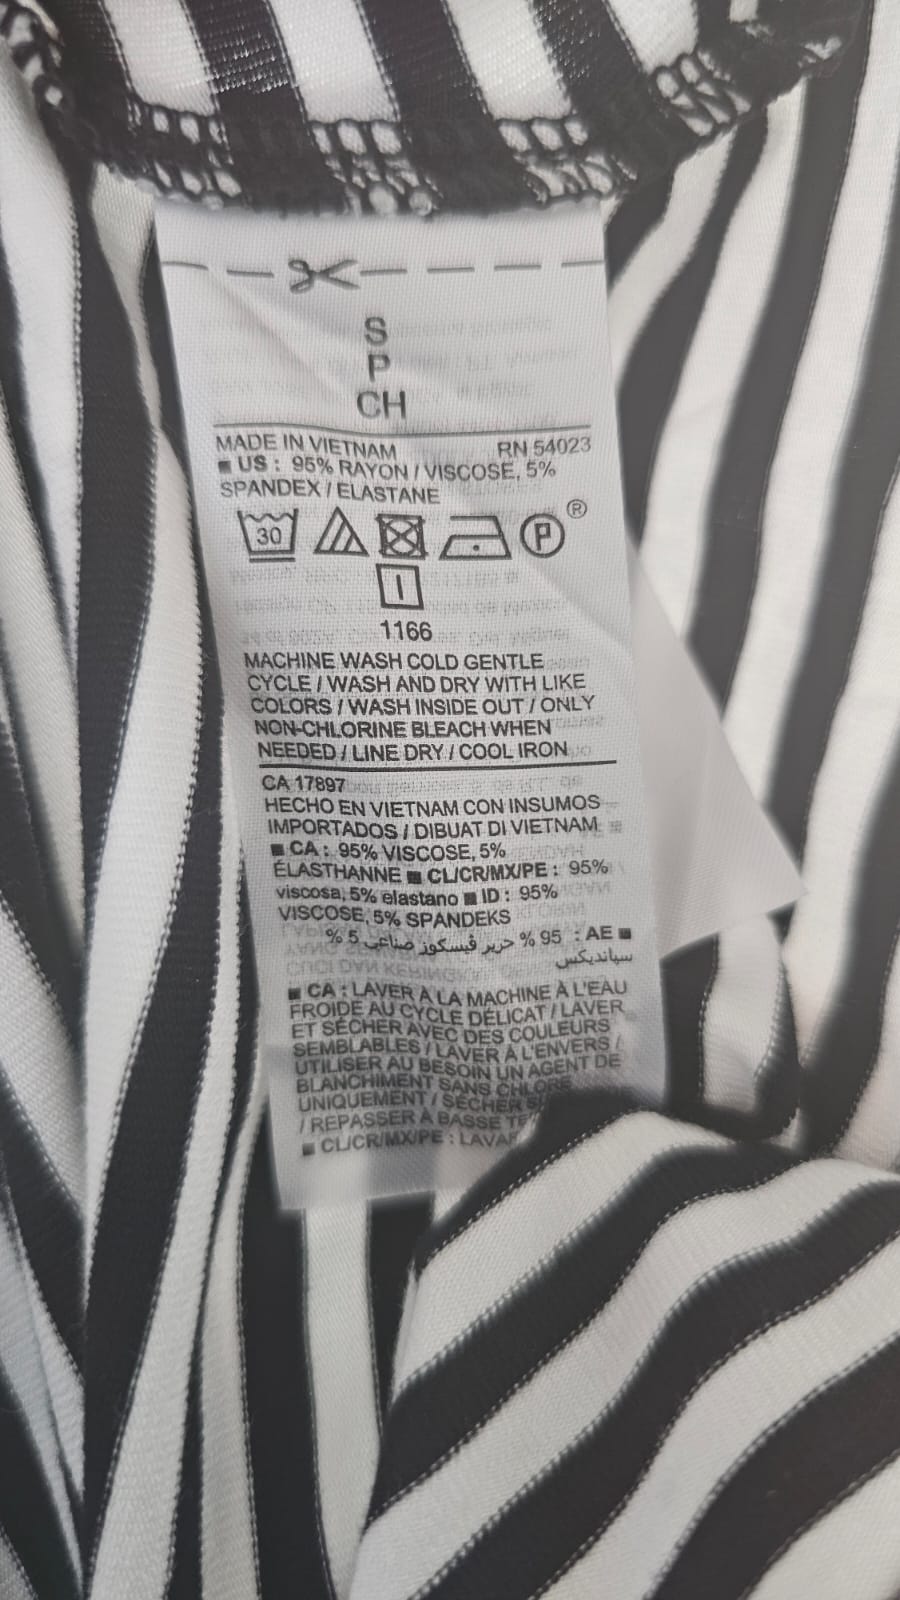 S
P
CH
MADE IN VIETNAM RN 54023
■ US : 95% RAYON / VISCOSE, 5%
SPANDEX / ELASTANE
30 P ®
1166
MACHINE WASH COLD GENTLE
CYCLE / WASH AND DRY WITH LIKE
COLORS / WASH INSIDE OUT / ONLY
NON-CHLORINE BLEACH WHEN
NEEDED / LINE DRY / COOL IRON
CA 17897
HECHO EN VIETNAM CON INSUMOS
IMPORTADOS / DIBUAT DI VIETNAM
■ CA : 95% VISCOSE, 5%
ÉLASTHANNE ■ CL/CR/MX/PE : 95%
viscosa, 5% elastano ■ ID : 95%
VISCOSE, 5% SPANDEKS
■ AE : 95 % حرير فيسكوز صناعي 5 %
سپانديكس
■ CA : LAVER À LA MACHINE À L'EAU
FROIDE AU CYCLE DÉLICAT / LAVER
ET SÉCHER AVEC DES COULEURS
SEMBLABLES / LAVER À L'ENVERS /
UTILISER AU BESOIN UN AGENT DE
BLANCHIMENT SANS CHLORE
UNIQUEMENT / SÉCHER
/ REPASSER À BASSE
■ CL/CR/MX/PE :